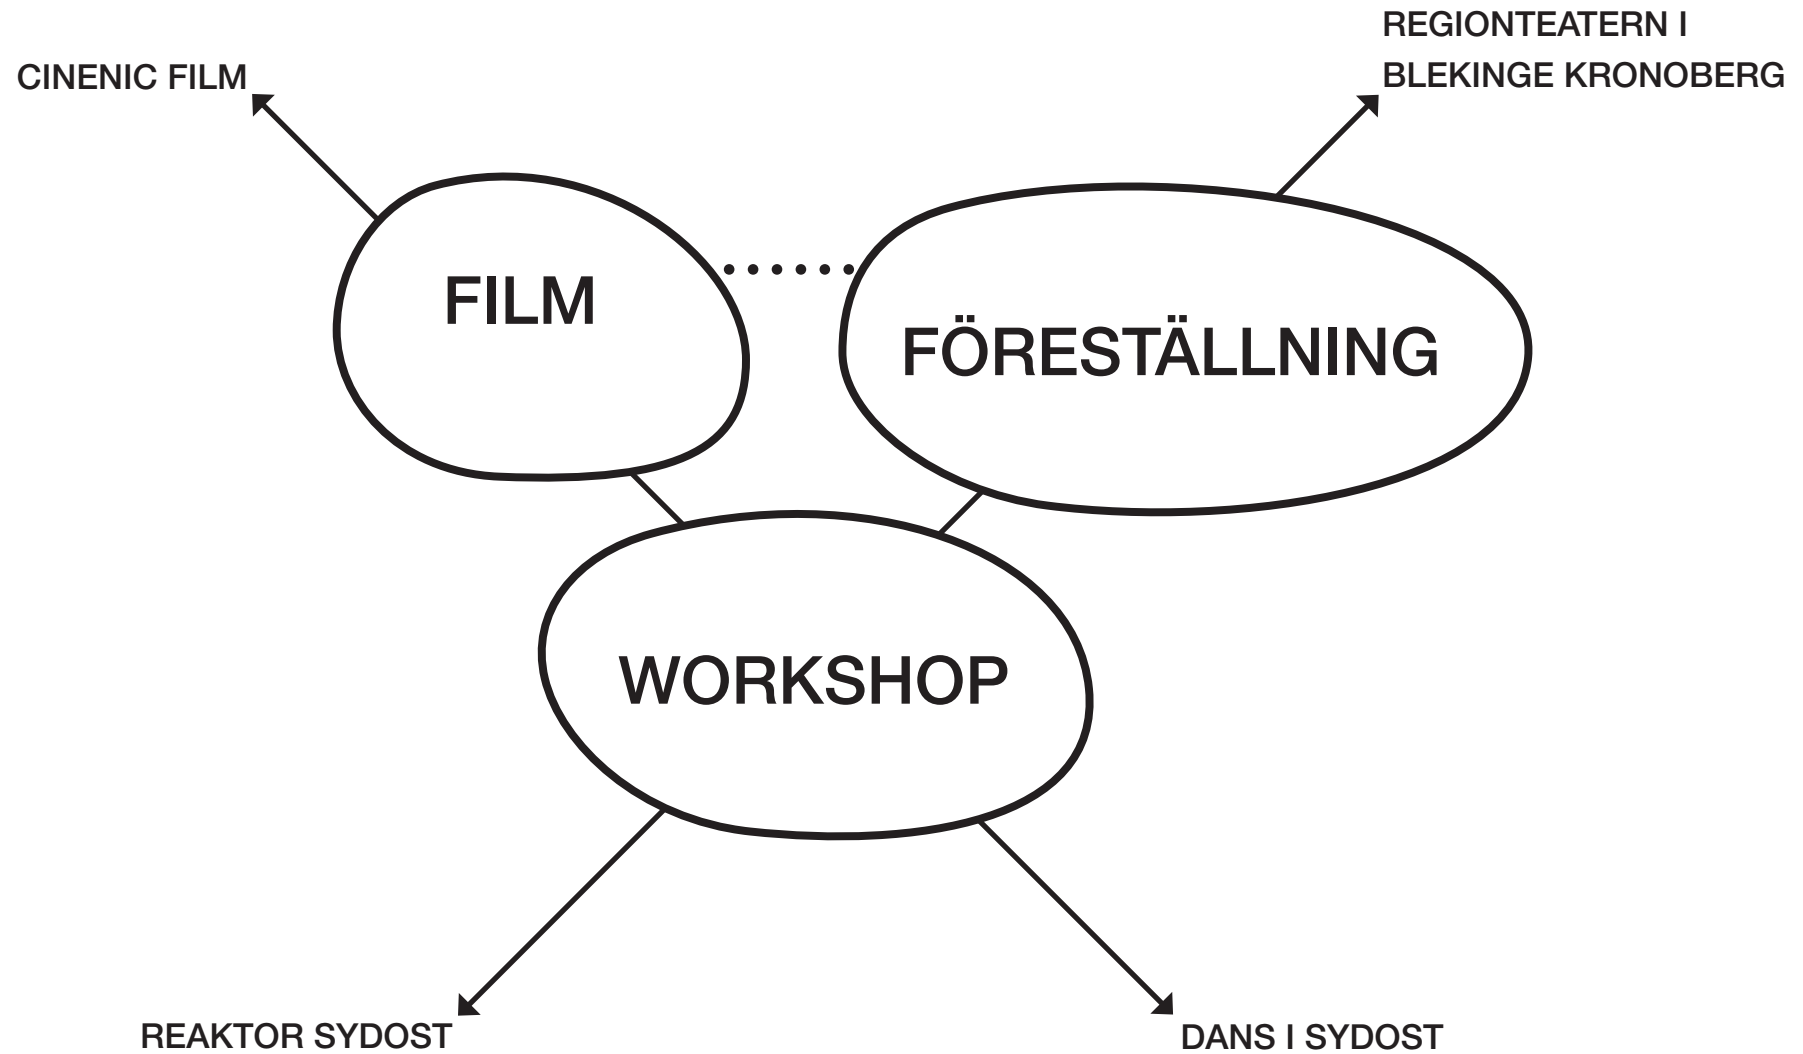 REGIONTEATERN I
BLEKINGE KRONOBERG
CINENIC FILM
FILM
FÖRESTÄLLNING
WORKSHOP
REAKTOR SYDOST
DANS I SYDOST